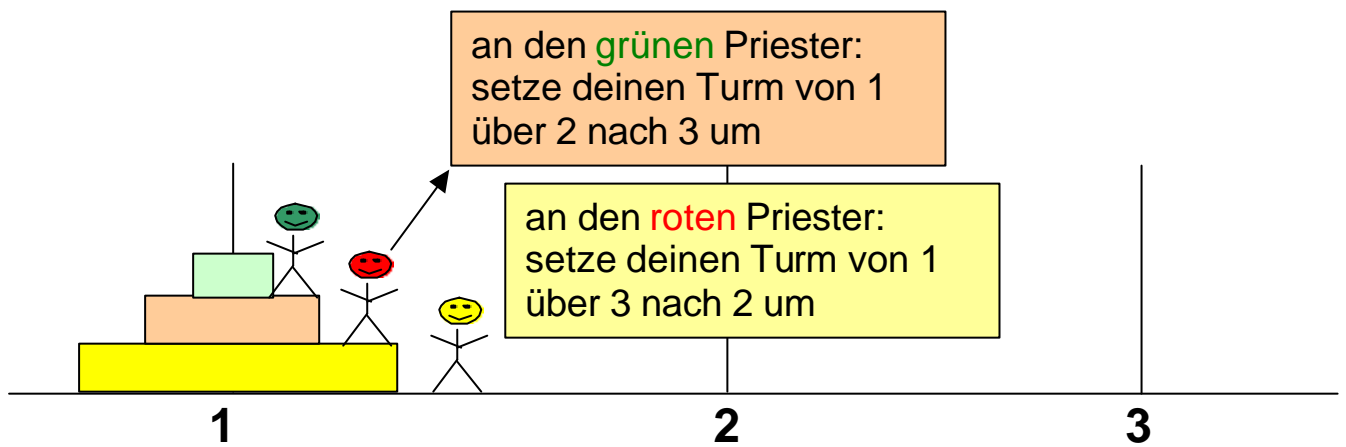 an den grünen Priester:
setze deinen Turm von 1
über 2 nach 3 um
an den roten Priester:
setze deinen Turm von 1
über 3 nach 2 um
1
2
3